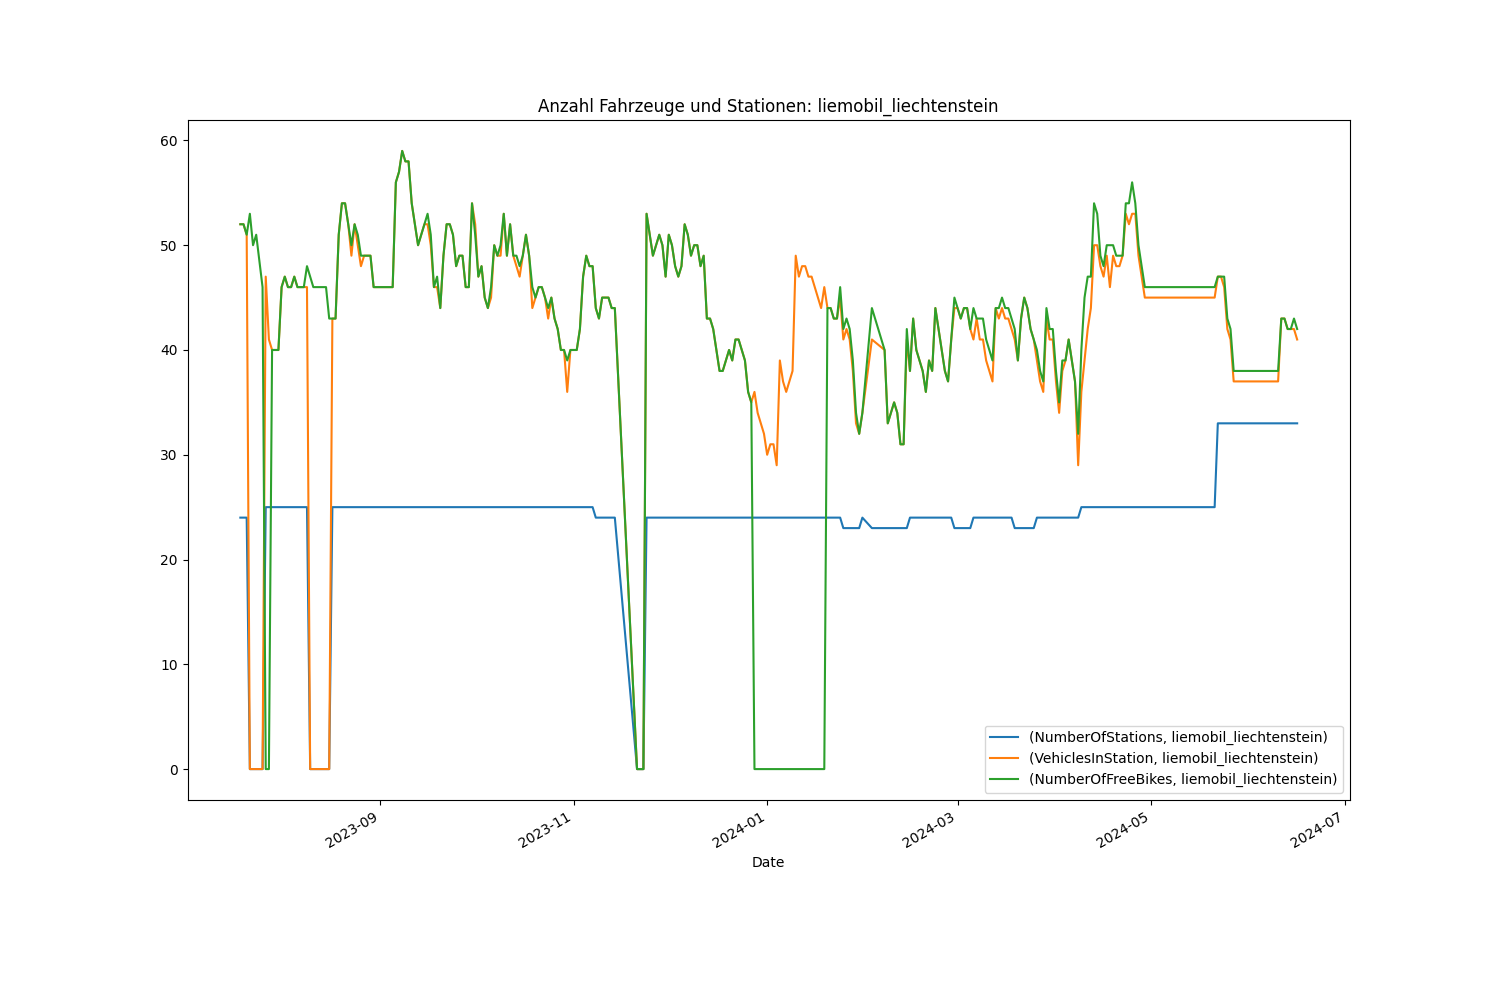 Anzahl Fahrzeuge und Stationen: liemobil_liechtenstein
60
50
40
30
20
10
0
(NumberOfStations, liemobil_liechtenstein)
(VehiclesInStation, liemobil_liechtenstein)
(NumberOfFreeBikes, liemobil_liechtenstein)
2023-09
2023-11
2024-01
2024-03
2024-05
2024-07
Date